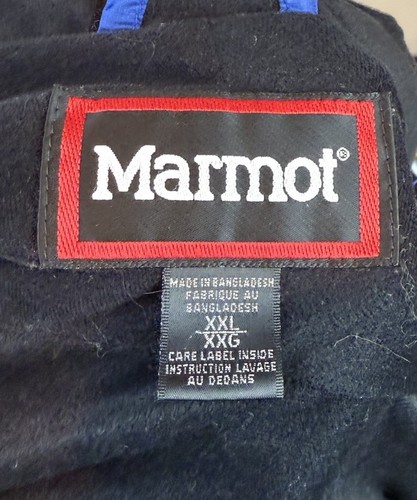 Marmot®
MADE IN BANGLADESH
FABRIQUE AU
BANGLADESH
XXL
XXG
CARE LABEL INSIDE
INSTRUCTION LAVAGE
AU DEDANS